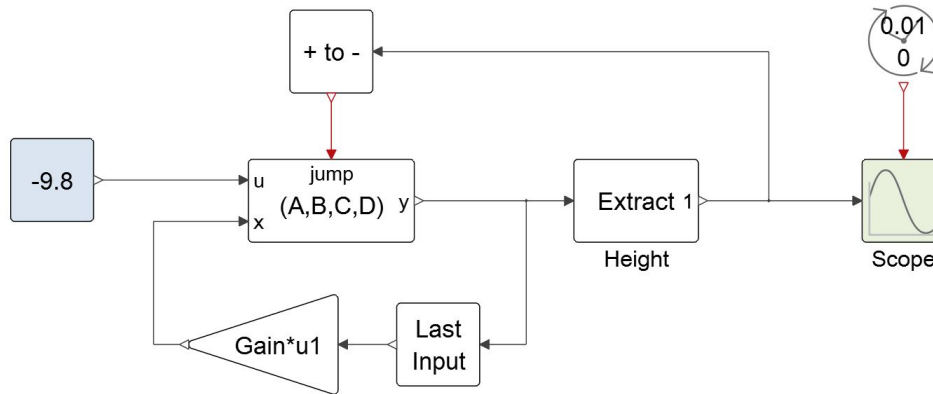 + to -
0.01
0
-9.8
u
jump
(A,B,C,D)
y
x
Extract 1
Height
Scope
Gain*u1
Last
Input